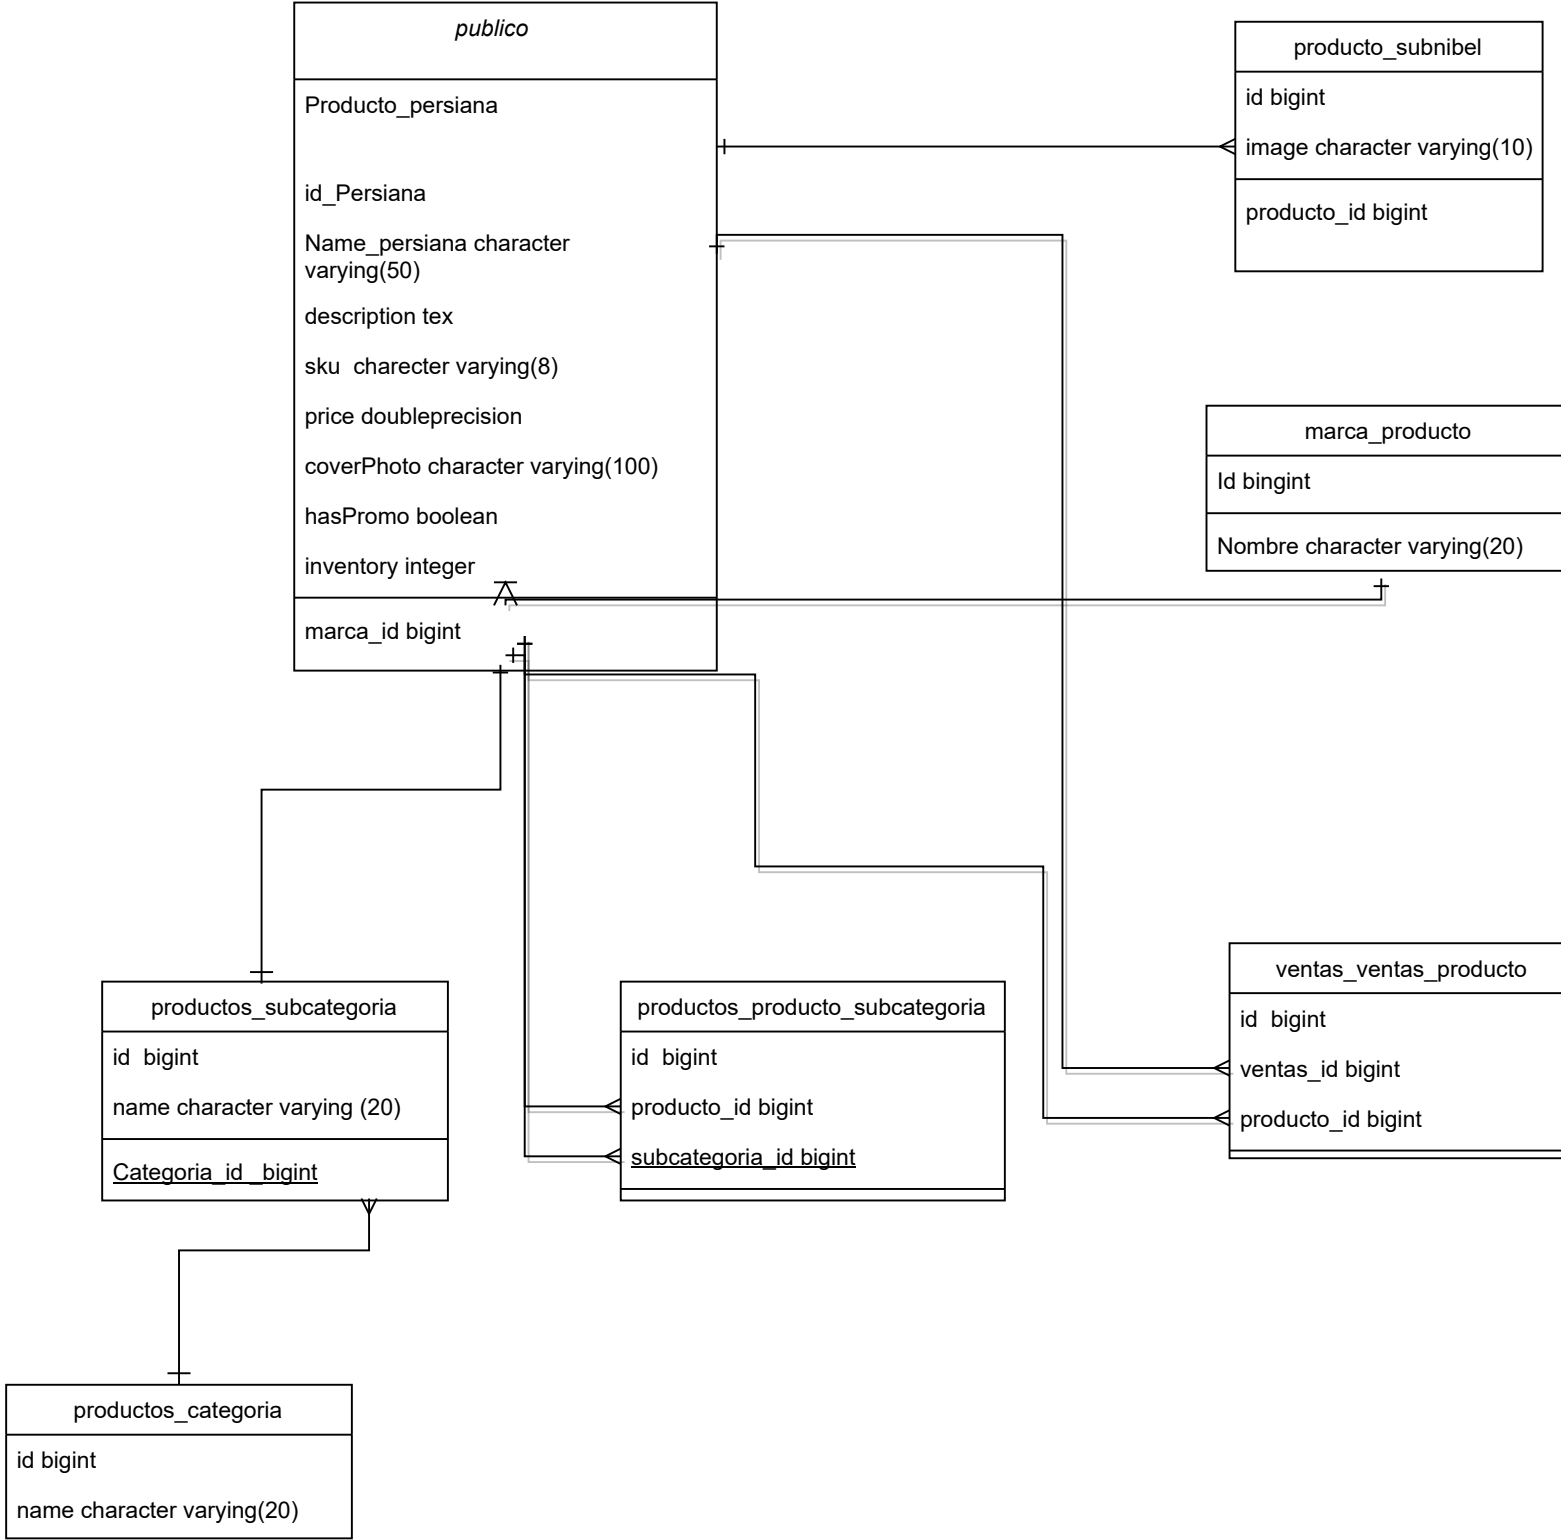 publico
Producto_persiana
id_Persiana
Name_persiana character
varying(50)
description tex
sku  charecter varying(8)
price doubleprecision
coverPhoto character varying(100)
hasPromo boolean
inventory integer
marca_id bigint
producto_subnibel
id bigint
image character varying(10)
producto_id bigint
marca_producto
Id bingint
Nombre character varying(20)
productos_subcategoria
id  bigint
name character varying (20)
Categoria_id _bigint
productos_producto_subcategoria
id  bigint
producto_id bigint
subcategoria_id bigint
ventas_ventas_producto
id  bigint
ventas_id bigint
producto_id bigint
productos_categoria
id bigint
name character varying(20)